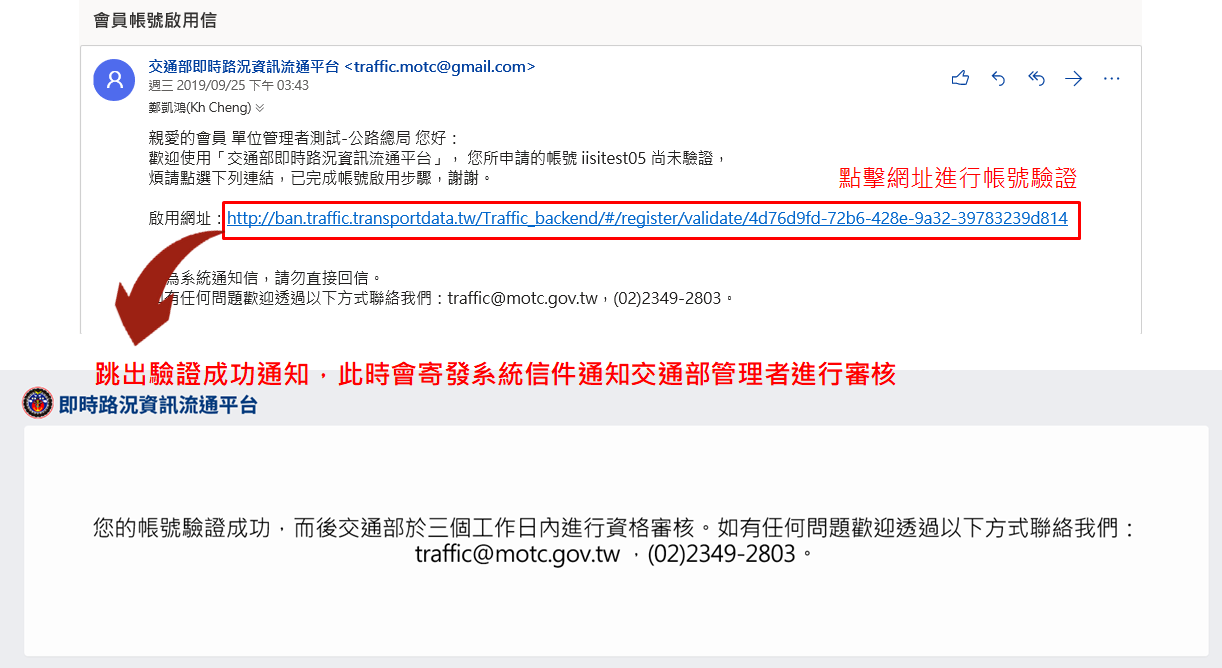 會員帳號啟用信
交通部即時路況資訊流通平台 <traffic.motc@gmail.com>
週三 2019/09/25 下午 03:43
鄭凱鴻(Kh Cheng)
親愛的會員 單位管理者測試-公路總局 您好：
歡迎使用「交通部即時路況資訊流通平台」， 您所申請的帳號 iisitest05 尚未驗證，
煩請點選下列連結，已完成帳號啟用步驟，謝謝。
點擊網址進行帳號驗證
啟用網址：http://ban.traffic.transportdata.tw/Traffic_backend/#/register/validate/4d76d9fd-72b6-428e-9a32-39783239d814
為系統通知信，請勿直接回信。
有任何問題歡迎透過以下方式聯絡我們：traffic@motc.gov.tw，(02)2349-2803。
跳出驗證成功通知，此時會寄發系統信件通知交通部管理者進行審核
即時路況資訊流通平台
您的帳號驗證成功，而後交通部於三個工作日內進行資格審核。如有任何問題歡迎透過以下方式聯絡我們：
traffic@motc.gov.tw ，(02)2349-2803。